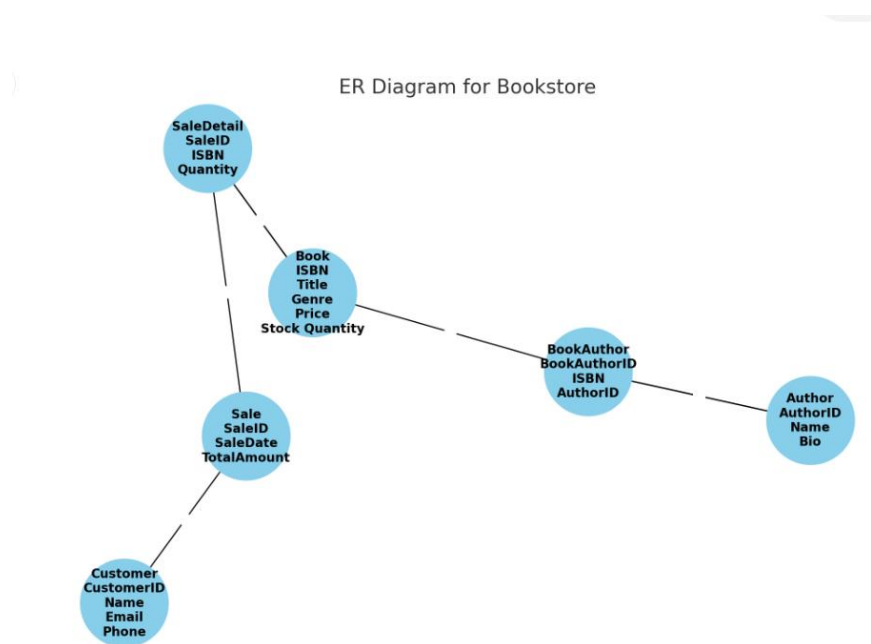 ER Diagram for Bookstore
SaleDetail
SaleID
ISBN
Quantity
Book
ISBN
Title
Genre
Price
Stock Quantity
BookAuthor
BookAuthorID
ISBN
AuthorID
Author
AuthorID
Name
Bio
Sale
SaleID
SaleDate
TotalAmount
Customer
CustomerID
Name
Email
Phone